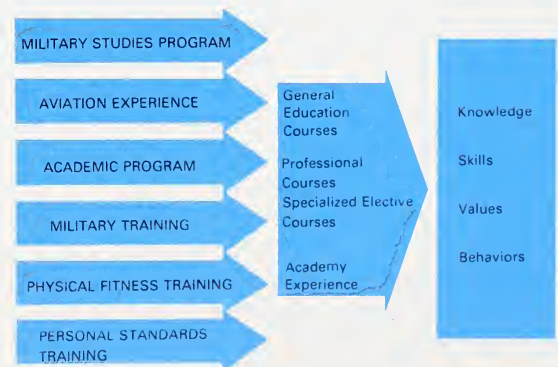 MILITARY STUDIES PROGRAM
AVIATION EXPERIENCE
ACADEMIC PROGRAM
MILITARY TRAINING
PHYSICAL FITNESS TRAINING
PERSONAL STANDARDS
TRAINING
General
Education
Courses
Professional
Courses
Specialized Elective
Courses
Academy
Experience
Knowledge
Skills
Values
Behaviors